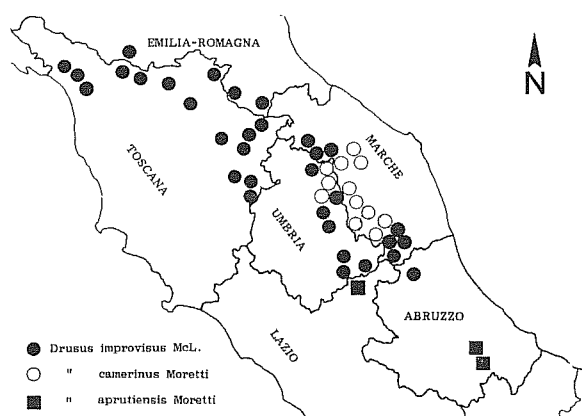 EMILIA-ROMAGNA
N
TOSCANA
MARCHE
UMBRIA
LAZIO
ABRUZZO
Drusus improvisus McL.
" camerinus Moretti
" aprutiensis Moretti